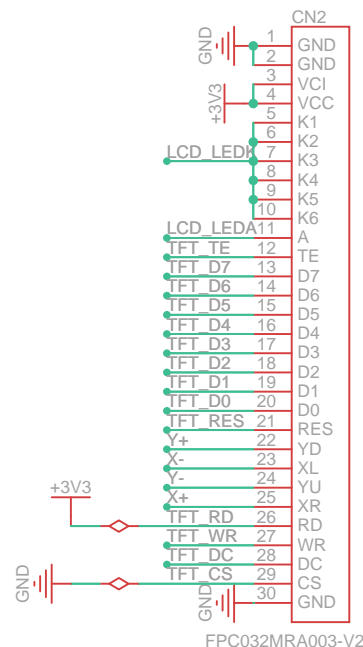 CN2
GND 1 GND
2 GND
3 VCI
+3V3 4 VCC
5 K1
6 K2
LCD_LEDK 7 K3
8 K4
9 K5
10 K6
LCD_LEDA 11 A
TFT_TE 12 TE
TFT_D7 13 D7
TFT_D6 14 D6
TFT_D5 15 D5
TFT_D4 16 D4
TFT_D3 17 D3
TFT_D2 18 D2
TFT_D1 19 D1
TFT_D0 20 D0
TFT_RES 21 RES
Y+ 22 YD
X- 23 XL
Y- 24 YU
X+ 25 XR
+3V3
TFT_RD 26 RD
TFT_WR 27 WR
TFT_DC 28 DC
GND TFT_CS 29 CS
GND 30 GND
FPC032MRA003-V2